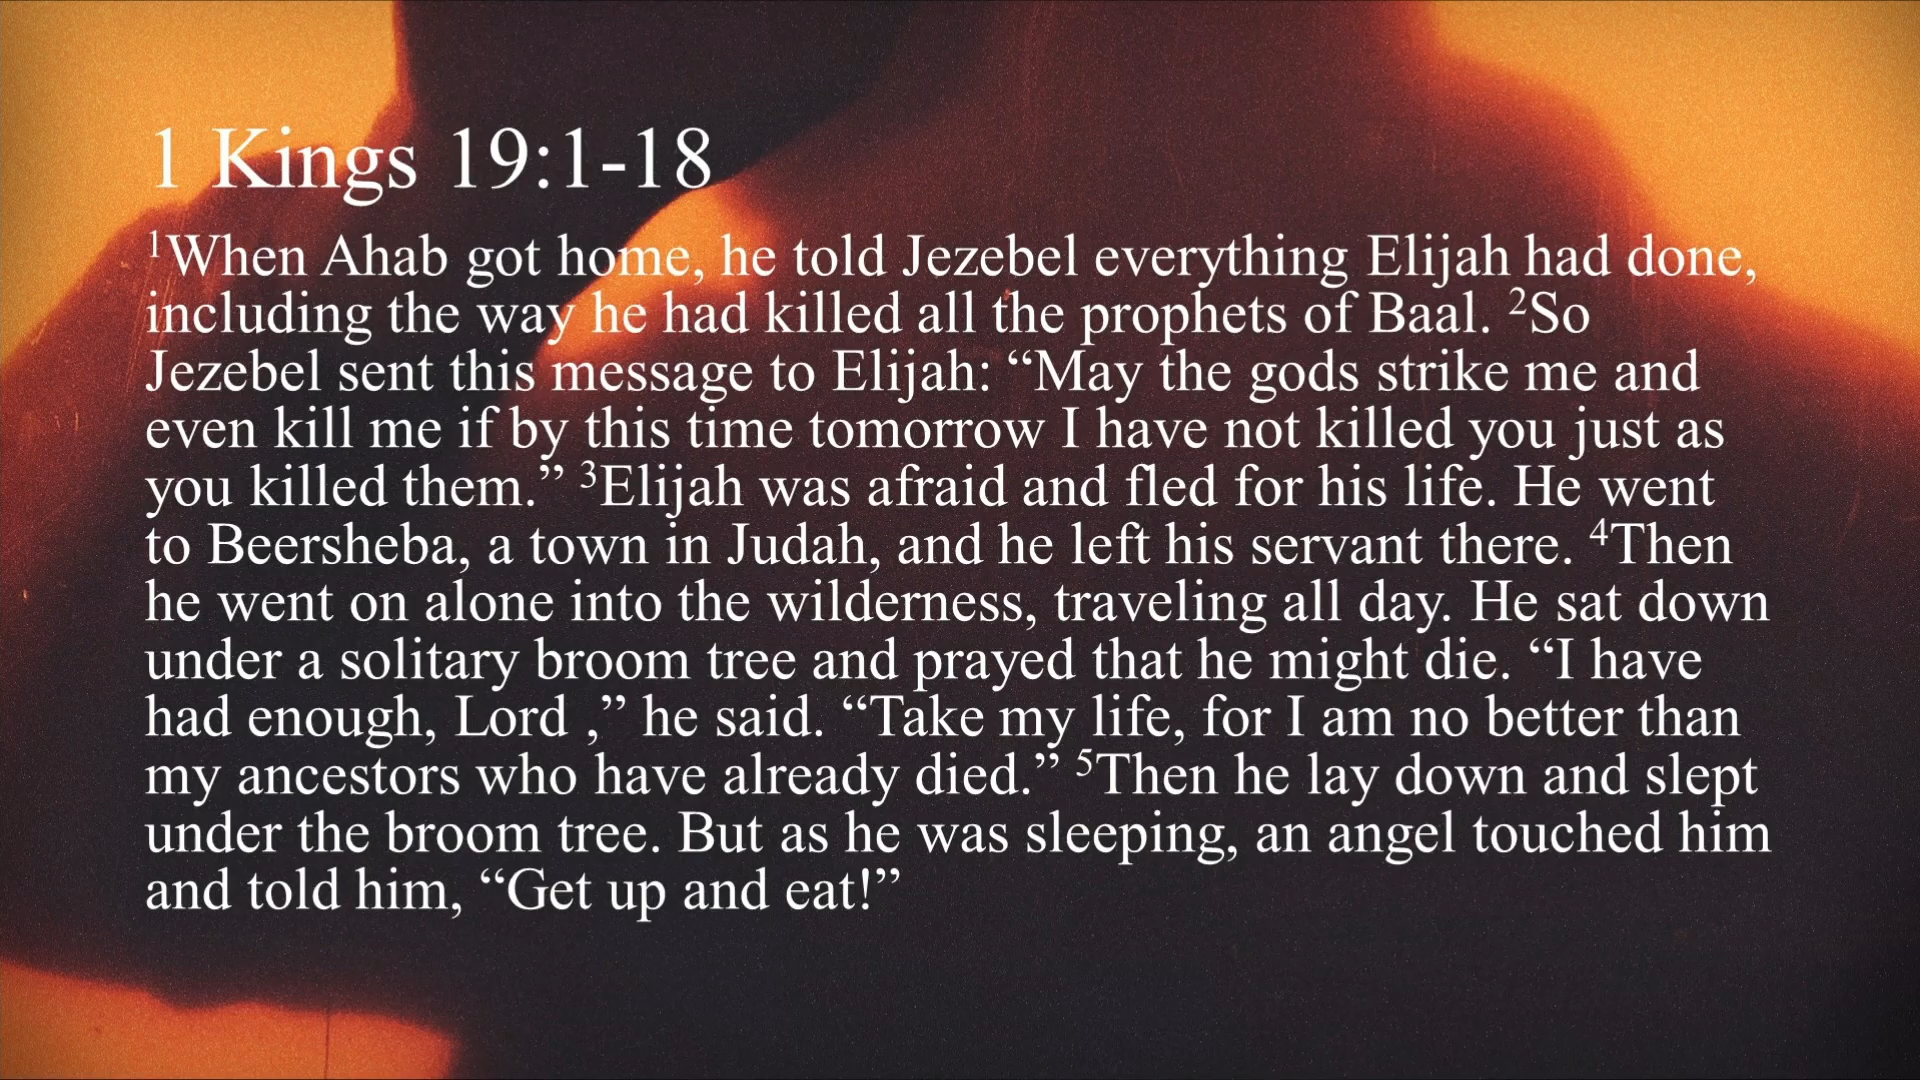 1 Kings 19:1-18
1When Ahab got home, he told Jezebel everything Elijah had done,
including the way he had killed all the prophets of Baal. 2So
Jezebel sent this message to Elijah: “May the gods strike me and
even kill me if by this time tomorrow I have not killed you just as
you killed them.” 3Elijah was afraid and fled for his life. He went
to Beersheba, a town in Judah, and he left his servant there. 4Then
he went on alone into the wilderness, traveling all day. He sat down
under a solitary broom tree and prayed that he might die. “I have
had enough, Lord ,” he said. “Take my life, for I am no better than
my ancestors who have already died.” 5Then he lay down and slept
under the broom tree. But as he was sleeping, an angel touched him
and told him, “Get up and eat!”